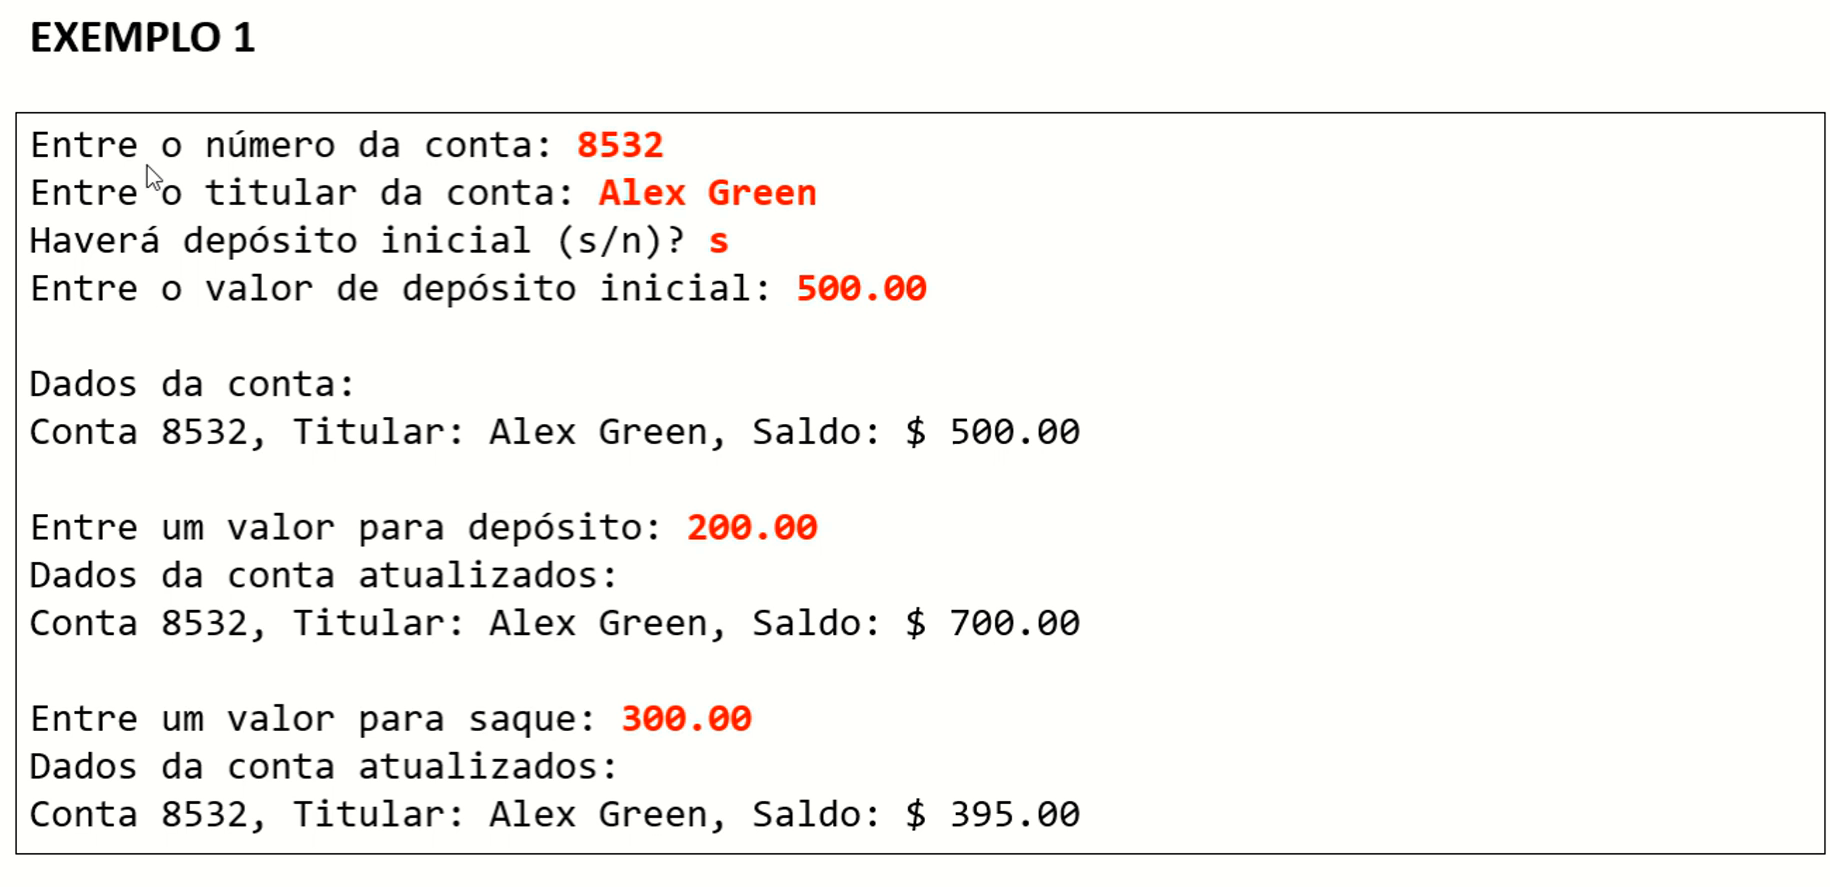 EXEMPLO 1
Entre o número da conta: 8532
Entre o titular da conta: Alex Green
Haverá depósito inicial (s/n)? s
Entre o valor de depósito inicial: 500.00
Dados da conta:
Conta 8532, Titular: Alex Green, Saldo: $ 500.00
Entre um valor para depósito: 200.00
Dados da conta atualizados:
Conta 8532, Titular: Alex Green, Saldo: $ 700.00
Entre um valor para saque: 300.00
Dados da conta atualizados:
Conta 8532, Titular: Alex Green, Saldo: $ 395.00